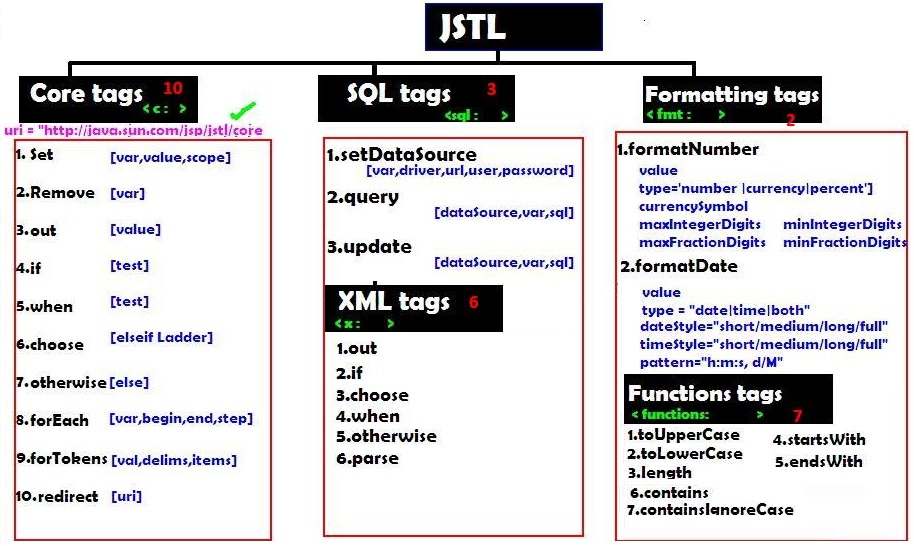 JSTL
Core tags 10
<c: >
uri = "http://java.sun.com/jsp/jstl/core
1. Set [var,value,scope]
2.Remove [var]
3.out [value]
4.if [test]
5.when [test]
6.choose [elseif Ladder]
7.otherwise [else]
8.forEach [var,begin,end,step]
9.forTokens [val,delims,items]
10.redirect [uri]
SQL tags 3
<sql: >
1.setDataSource
[var,driver,url,user,password]
2.query
[dataSource,var,sql]
3.update
[dataSource,var,sql]
XML tags 6
<x: >
1.out
2.if
3.choose
4.when
5.otherwise
6.parse
Formatting tags
<fmt: > 2
1.formatNumber
value
type='number |currency|percent']
currencySymbol
maxIntegerDigits minIntegerDigits
maxFractionDigits minFractionDigits
2.formatDate
value
type = "date|time|both"
dateStyle="short/medium/long/full"
timeStyle="short/medium/long/full"
pattern="h:m:s, d/M"
Functions tags
<functions: > 7
1.toUpperCase 4.startsWith
2.toLowerCase 5.endsWith
3.length
6.contains
7.containsIgnoreCase